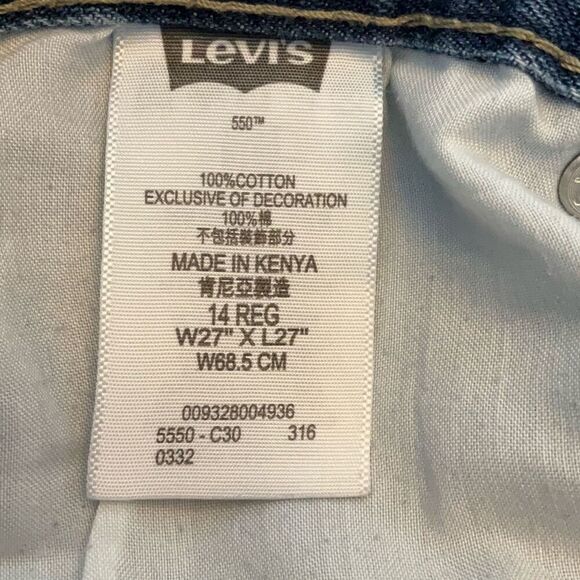 Levi's
550™
100%COTTON
EXCLUSIVE OF DECORATION
100%棉
不包括裝飾部分
MADE IN KENYA
肯尼亞製造
14 REG
W27" X L27"
W68.5 CM
009328004936
5550 - C30 316
0332